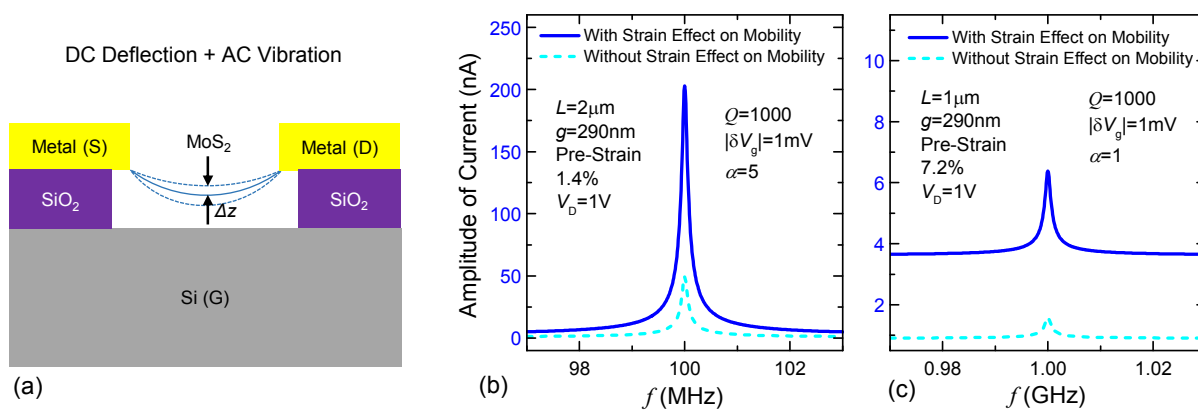 DC Deflection + AC Vibration
Metal (S)
MoS₂
Metal (D)
SiO₂
Δz
SiO₂
Si (G)
(a)
Amplitude of Current (nA)
250
200
150
100
50
0
With Strain Effect on Mobility
Without Strain Effect on Mobility
L=2μm
g=290nm
Pre-Strain
1.4%
V_D=1V
Q=1000
|δV_g|=1mV
α=5
98
100
102
(b)
f (MHz)
10
8
6
4
2
With Strain Effect on Mobility
Without Strain Effect on Mobility
L=1μm
g=290nm
Pre-Strain
7.2%
V_D=1V
Q=1000
|δV_g|=1mV
α=1
0.98
1.00
1.02
(c)
f (GHz)